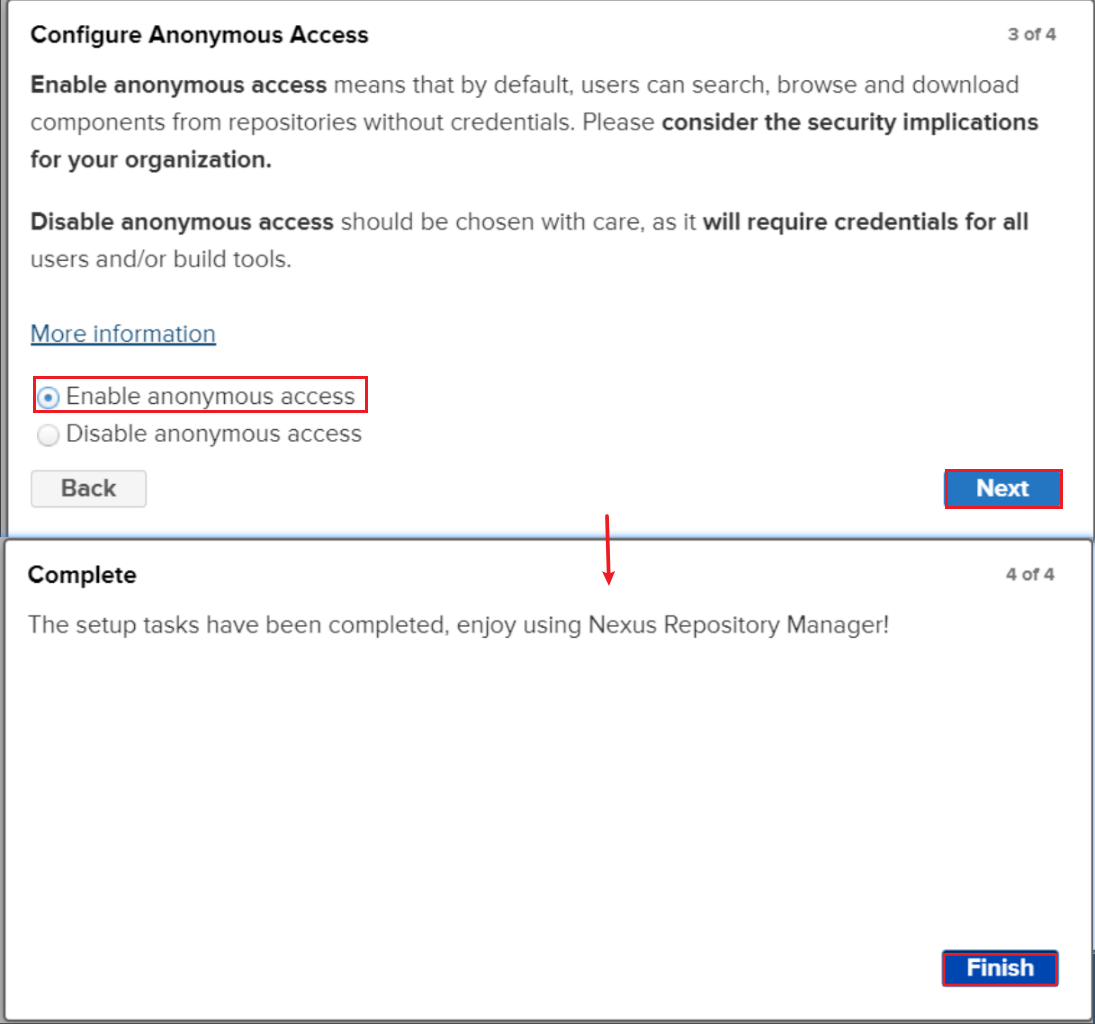 Configure Anonymous Access
3 of 4
Enable anonymous access means that by default, users can search, browse and download
components from repositories without credentials. Please consider the security implications
for your organization.
Disable anonymous access should be chosen with care, as it will require credentials for all
users and/or build tools.
More information
Enable anonymous access
Disable anonymous access
Back
Next
Complete
4 of 4
The setup tasks have been completed, enjoy using Nexus Repository Manager!
Finish